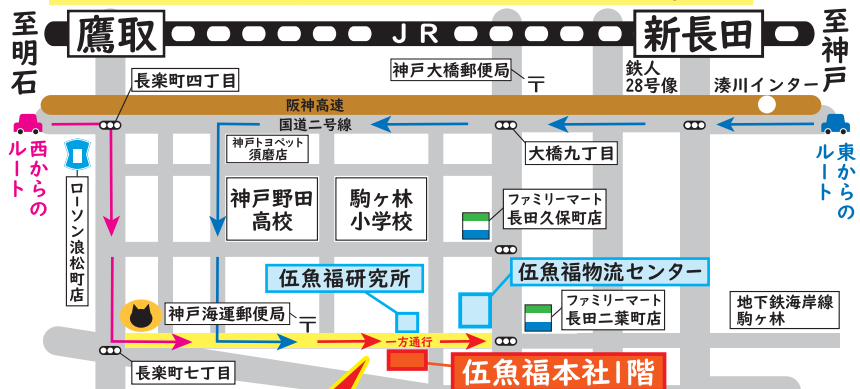 至明石
鷹取
JR
新長田
至神戸
神戸大橋郵便局
〒
鉄人
28号像
湊川インター
長楽町四丁目
阪神高速
国道二号線
西からの
ルート
東からの
ルート
神戸トヨペット
須磨店
大橋九丁目
ローソン浪松町店
神戸野田
高校
駒ヶ林
小学校
ファミリーマート
長田久保町店
伍魚福研究所
伍魚福物流センター
神戸海運郵便局
〒
ファミリーマート
長田二葉町店
地下鉄海岸線
駒ヶ林
一方通行
長楽町七丁目
伍魚福本社1階